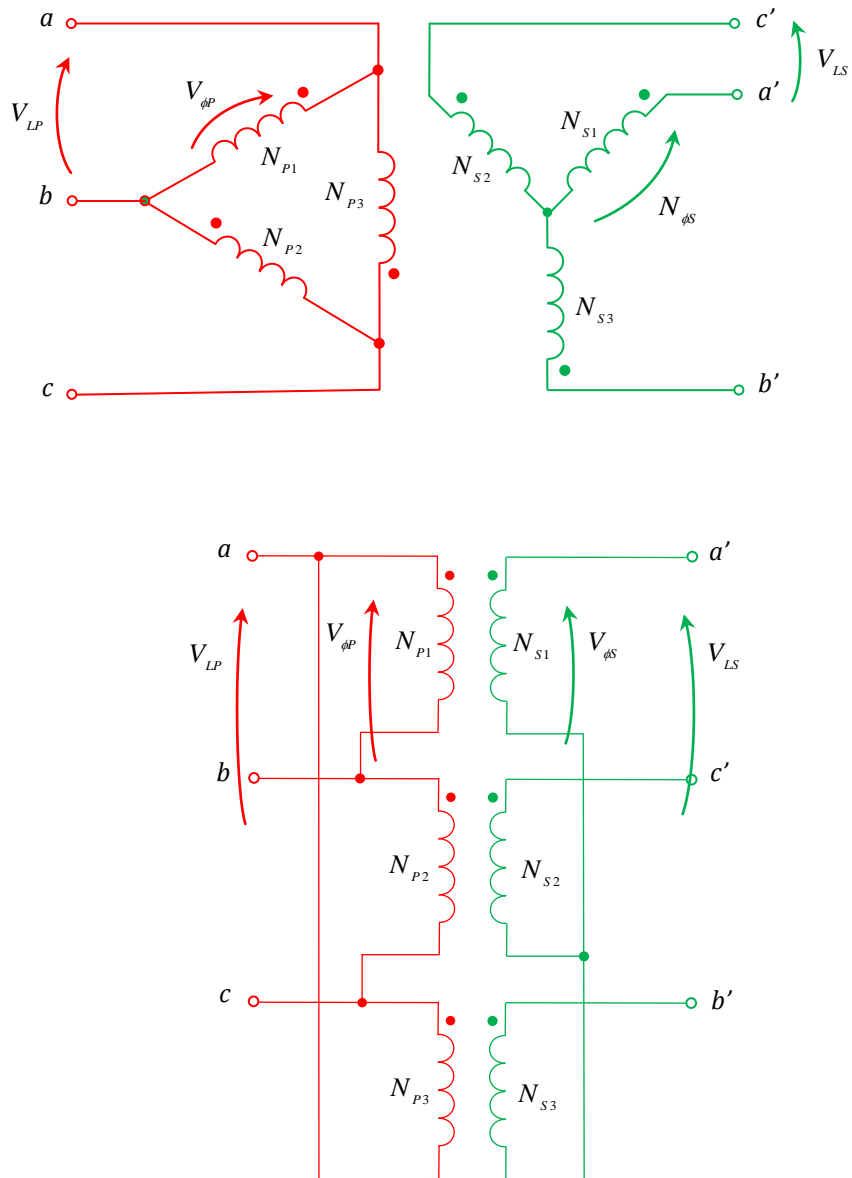 a
c'
V_LP
V_ϕP
N_P1
N_P3
b
N_P2
c
V_LS
a'
N_S1
N_S2
N_ϕS
N_S3
b'
a
a'
V_LP
V_ϕP
N_P1
N_S1
V_ϕS
V_LS
b
c'
N_P2
N_S2
c
b'
N_P3
N_S3